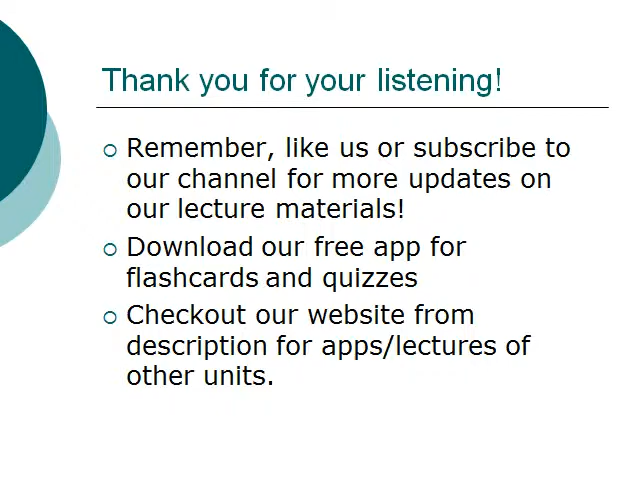 Thank you for your listening!
Remember, like us or subscribe to
our channel for more updates on
our lecture materials!
Download our free app for
flashcards and quizzes
Checkout our website from
description for apps/lectures of
other units.